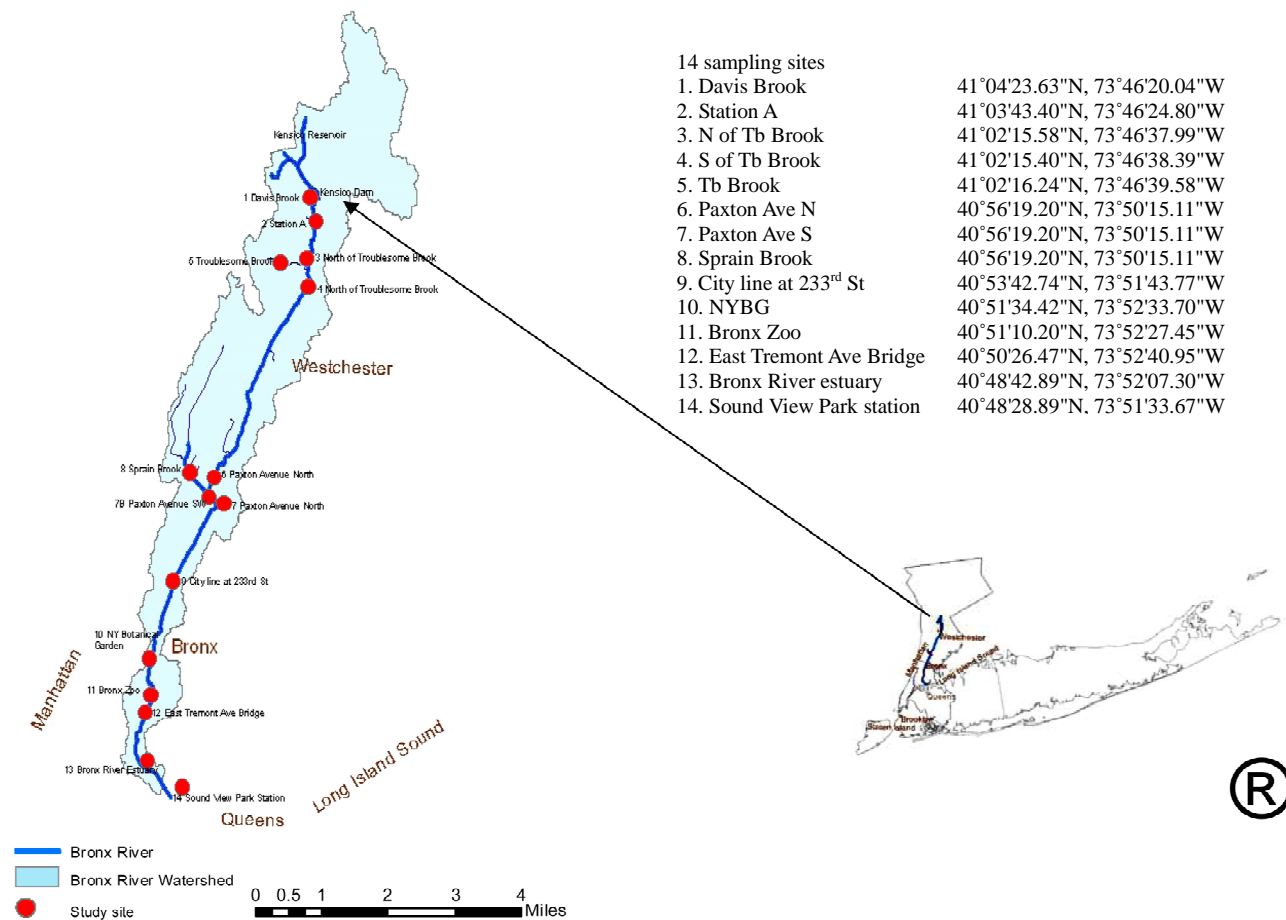 14 sampling sites
1. Davis Brook 41°04'23.63"N, 73°46'20.04"W
2. Station A 41°03'43.40"N, 73°46'24.80"W
3. N of Tb Brook 41°02'15.58"N, 73°46'37.99"W
4. S of Tb Brook 41°02'15.40"N, 73°46'38.39"W
5. Tb Brook 41°02'16.24"N, 73°46'39.58"W
6. Paxton Ave N 40°56'19.20"N, 73°50'15.11"W
7. Paxton Ave S 40°56'19.20"N, 73°50'15.11"W
8. Sprain Brook 40°56'19.20"N, 73°50'15.11"W
9. City line at 233rd St 40°53'42.74"N, 73°51'43.77"W
10. NYBG 40°51'34.42"N, 73°52'33.70"W
11. Bronx Zoo 40°51'10.20"N, 73°52'27.45"W
12. East Tremont Ave Bridge 40°50'26.47"N, 73°52'40.95"W
13. Bronx River estuary 40°48'42.89"N, 73°52'07.30"W
14. Sound View Park station 40°48'28.89"N, 73°51'33.67"W
Kensico Reservoir
Kensico Dam
1 Davis Brook
2 Station A
3 North of Troublesome Brook
5 Troublesome Brook
4 North of Troublesome Brook
Westchester
8 Sprain Brook
6 Paxton Avenue North
7B Paxton Avenue SW
7 Paxton Avenue North
9 City line at 233rd St
10 NY Botanical
Garden
Bronx
Manhattan
11 Bronx Zoo
12 East Tremont Ave Bridge
13 Bronx River Estuary
14 Sound View Park Station
Long Island Sound
Queens
Westchester
Manhattan
Bronx
Long Island Sound
Queens
Brooklyn
Staten Island
®
Bronx River
Bronx River Watershed
Study site
0 0.5 1 2 3 4
Miles